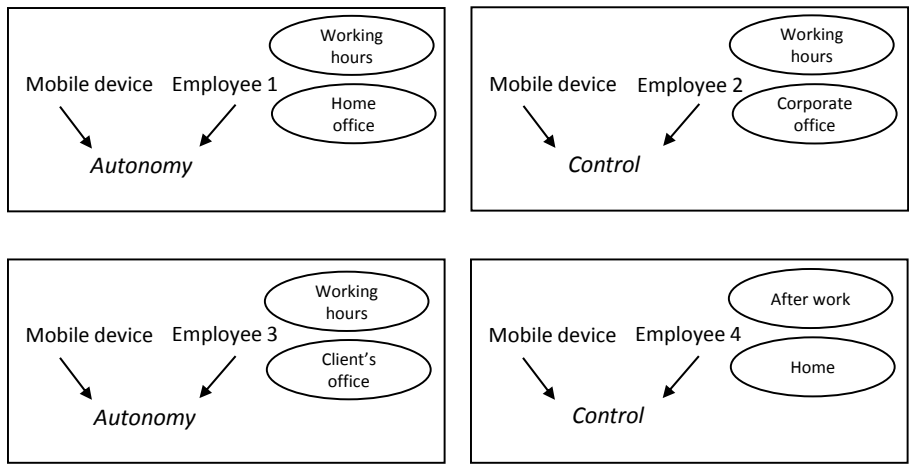 Working
hours
Mobile device Employee 1
Home
office
Autonomy
Working
hours
Mobile device Employee 2
Corporate
office
Control
Working
hours
Mobile device Employee 3
Client's
office
Autonomy
After work
Mobile device Employee 4
Home
Control